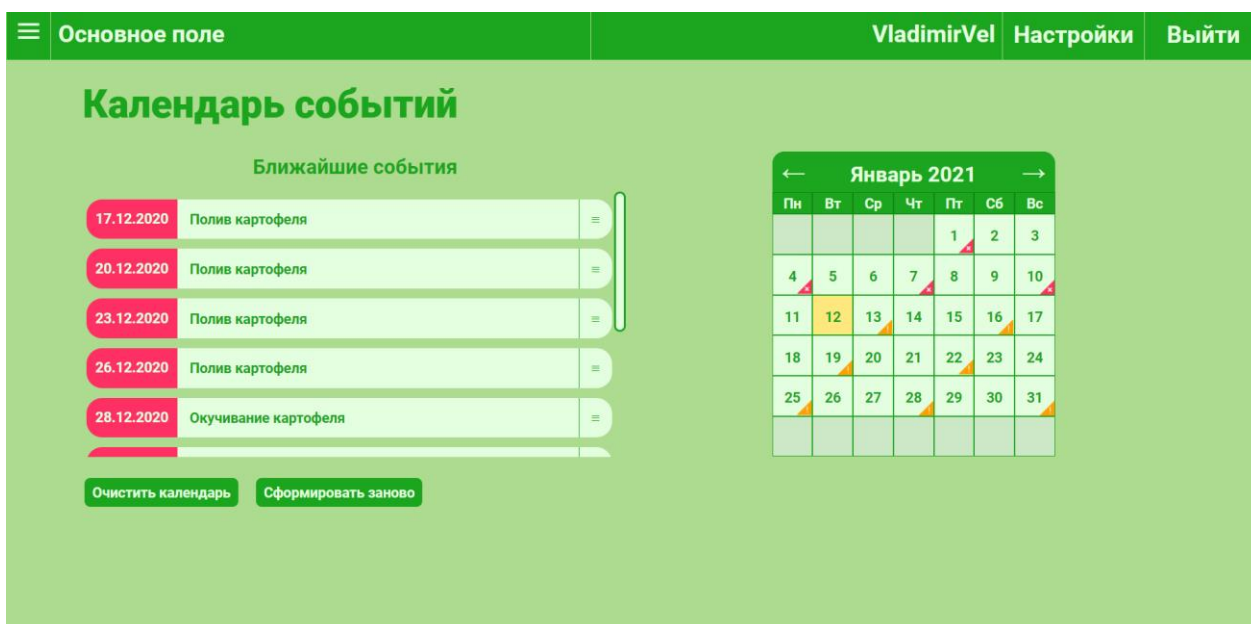 Основное поле
VladimirVel
Настройки
Выйти
Календарь событий
Ближайшие события
17.12.2020 Полив картофеля
20.12.2020 Полив картофеля
23.12.2020 Полив картофеля
26.12.2020 Полив картофеля
28.12.2020 Окучивание картофеля
Очистить календарь
Сформировать заново
← Январь 2021 →
Пн Вт Ср Чт Пт Сб Вс
1 2 3
4 5 6 7 8 9 10
11 12 13 14 15 16 17
18 19 20 21 22 23 24
25 26 27 28 29 30 31